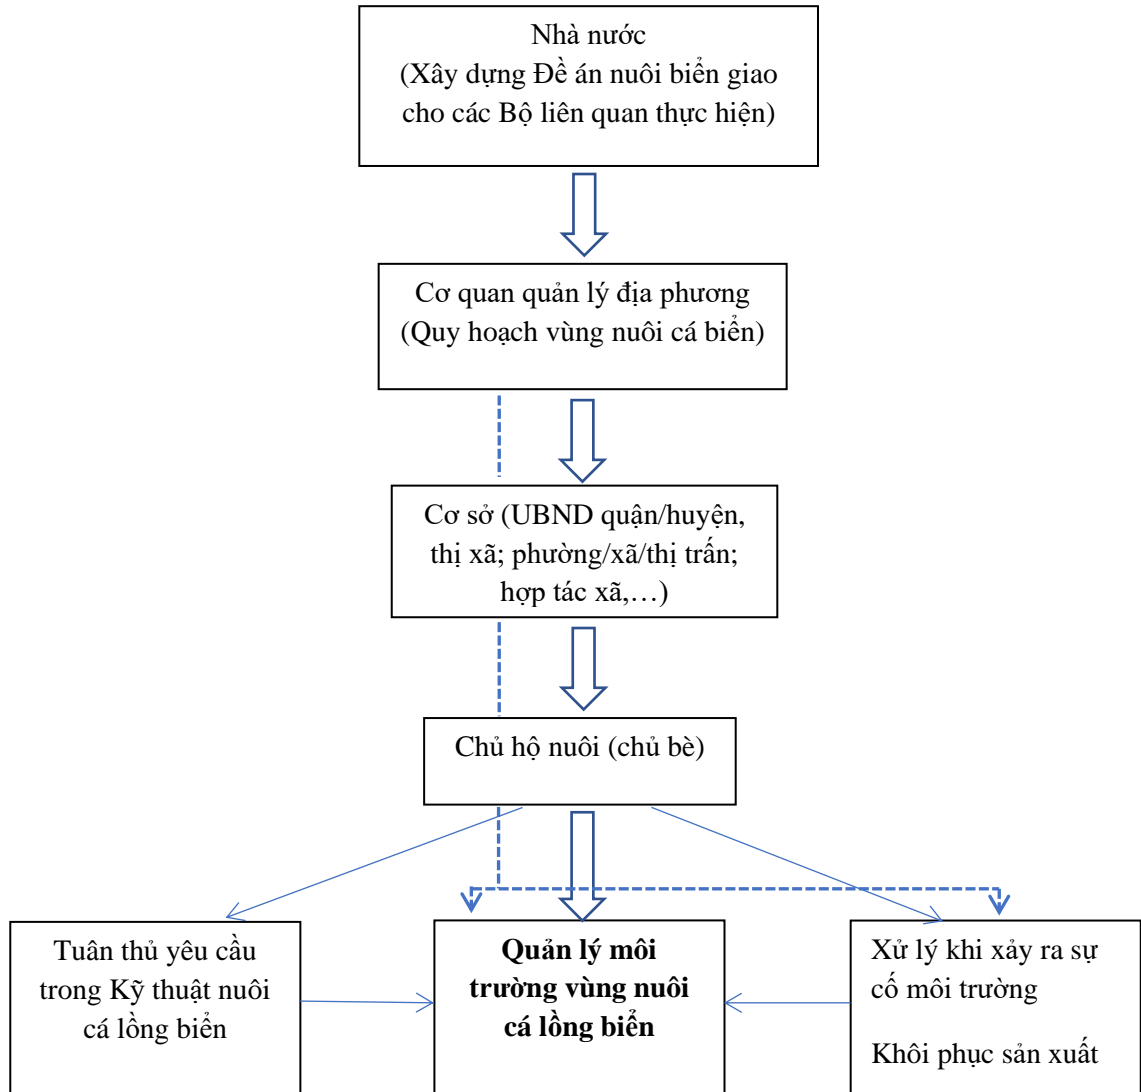 Nhà nước
(Xây dựng Đề án nuôi biển giao
cho các Bộ liên quan thực hiện)
Cơ quan quản lý địa phương
(Quy hoạch vùng nuôi cá biển)
Cơ sở (UBND quận/huyện,
thị xã; phường/xã/thị trấn;
hợp tác xã,…)
Chủ hộ nuôi (chủ bè)
Tuân thủ yêu cầu
trong Kỹ thuật nuôi
cá lồng biển
Quản lý môi
trường vùng nuôi
cá lồng biển
Xử lý khi xảy ra sự
cố môi trường
Khôi phục sản xuất